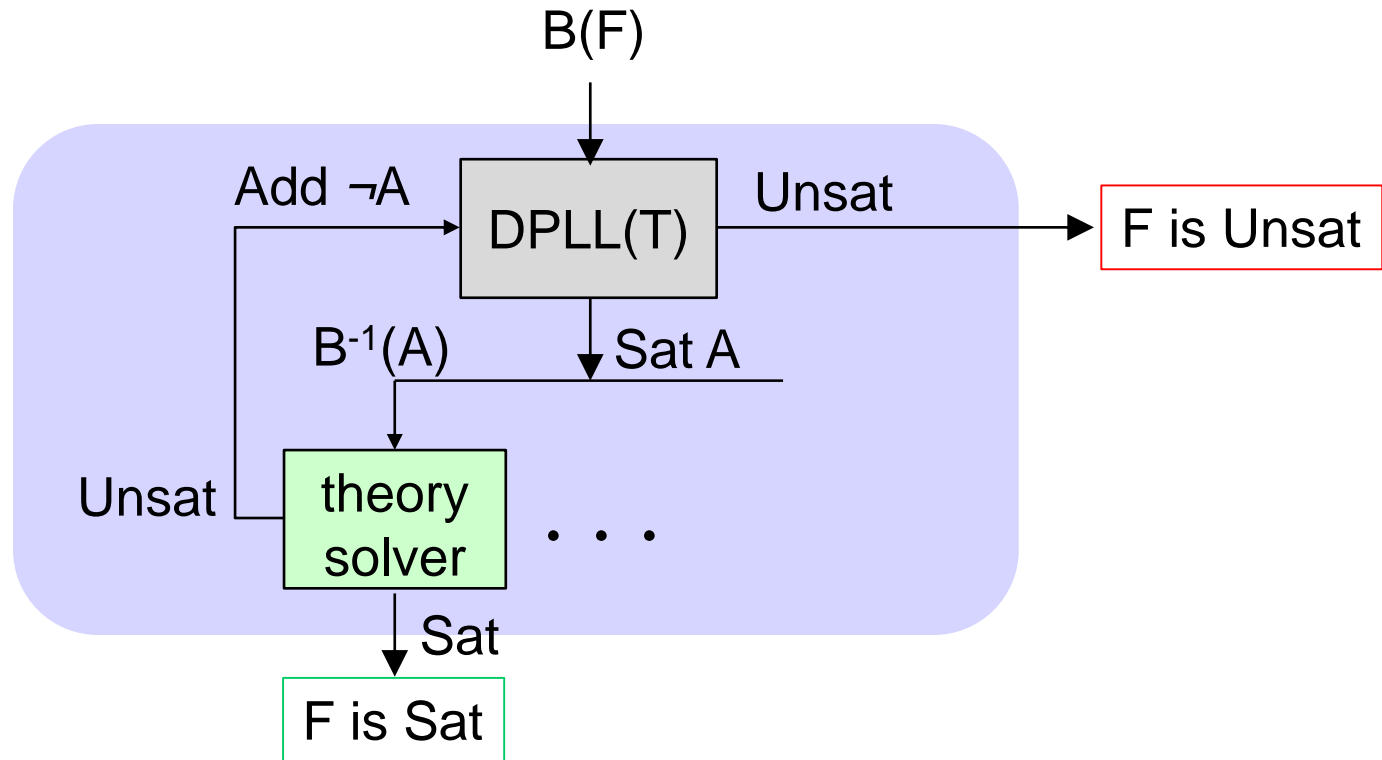 B(F)
Add ¬A
DPLL(T)
Unsat
F is Unsat
B⁻¹(A)
Sat A
Unsat
theory
solver
. . .
Sat
F is Sat